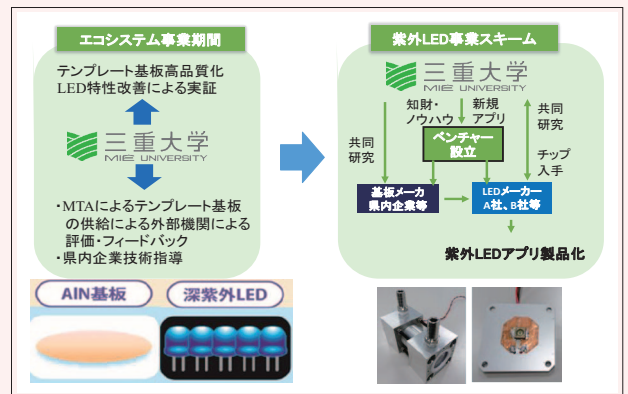 エコシステム事業期間
テンプレート基板高品質化
LED特性改善による実証
三重大学
MIE UNIVERSITY
・MTAによるテンプレート基板
の供給による外部機関による
評価・フィードバック
・県内企業技術指導
AlN基板
深紫外LED
紫外LED事業スキーム
三重大学
MIE UNIVERSITY
知財・
ノウハウ
新規
アプリ
共同
研究
共同
研究
ベンチャー
設立
チップ
入手
基板メーカ
県内企業等
LEDメーカー
A社、B社等
紫外LEDアプリ製品化